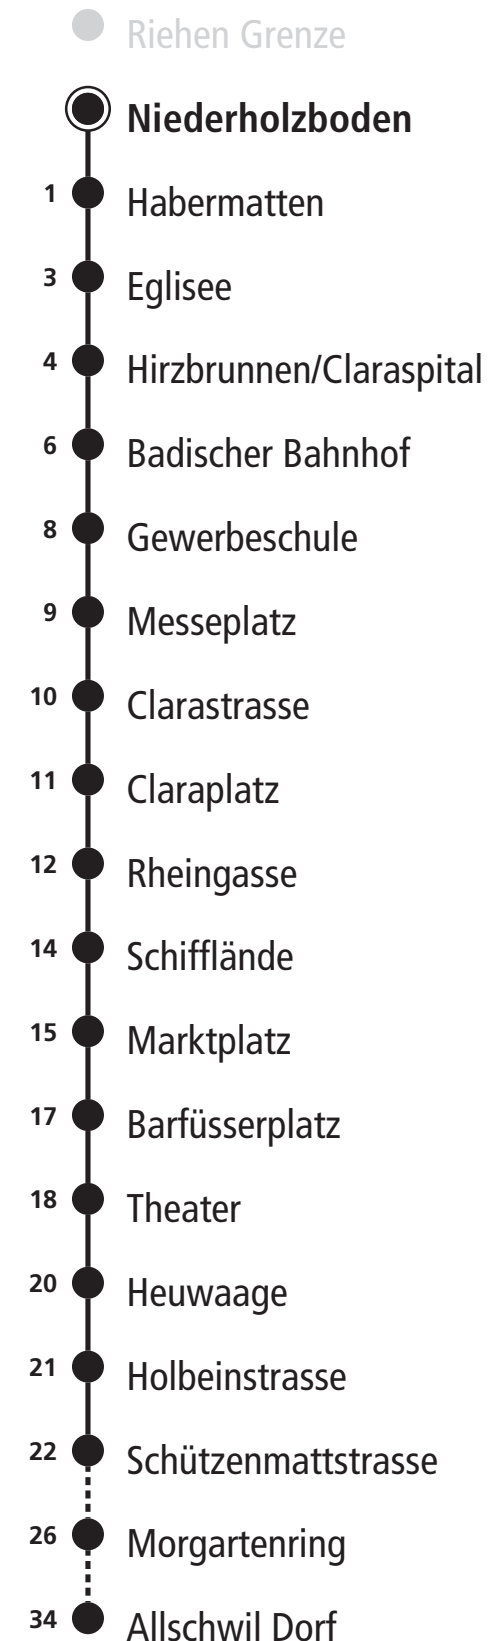 Riehen Grenze
Niederholzboden
1 Habermatten
3 Eglisee
4 Hirzbrunnen/Claraspital
6 Badischer Bahnhof
8 Gewerbeschule
9 Messeplatz
10 Clarastrasse
11 Claraplatz
12 Rheingasse
14 Schifflände
15 Marktplatz
17 Barfüsserplatz
18 Theater
20 Heuwaage
21 Holbeinstrasse
22 Schützenmattstrasse
26 Morgartenring
34 Allschwil Dorf